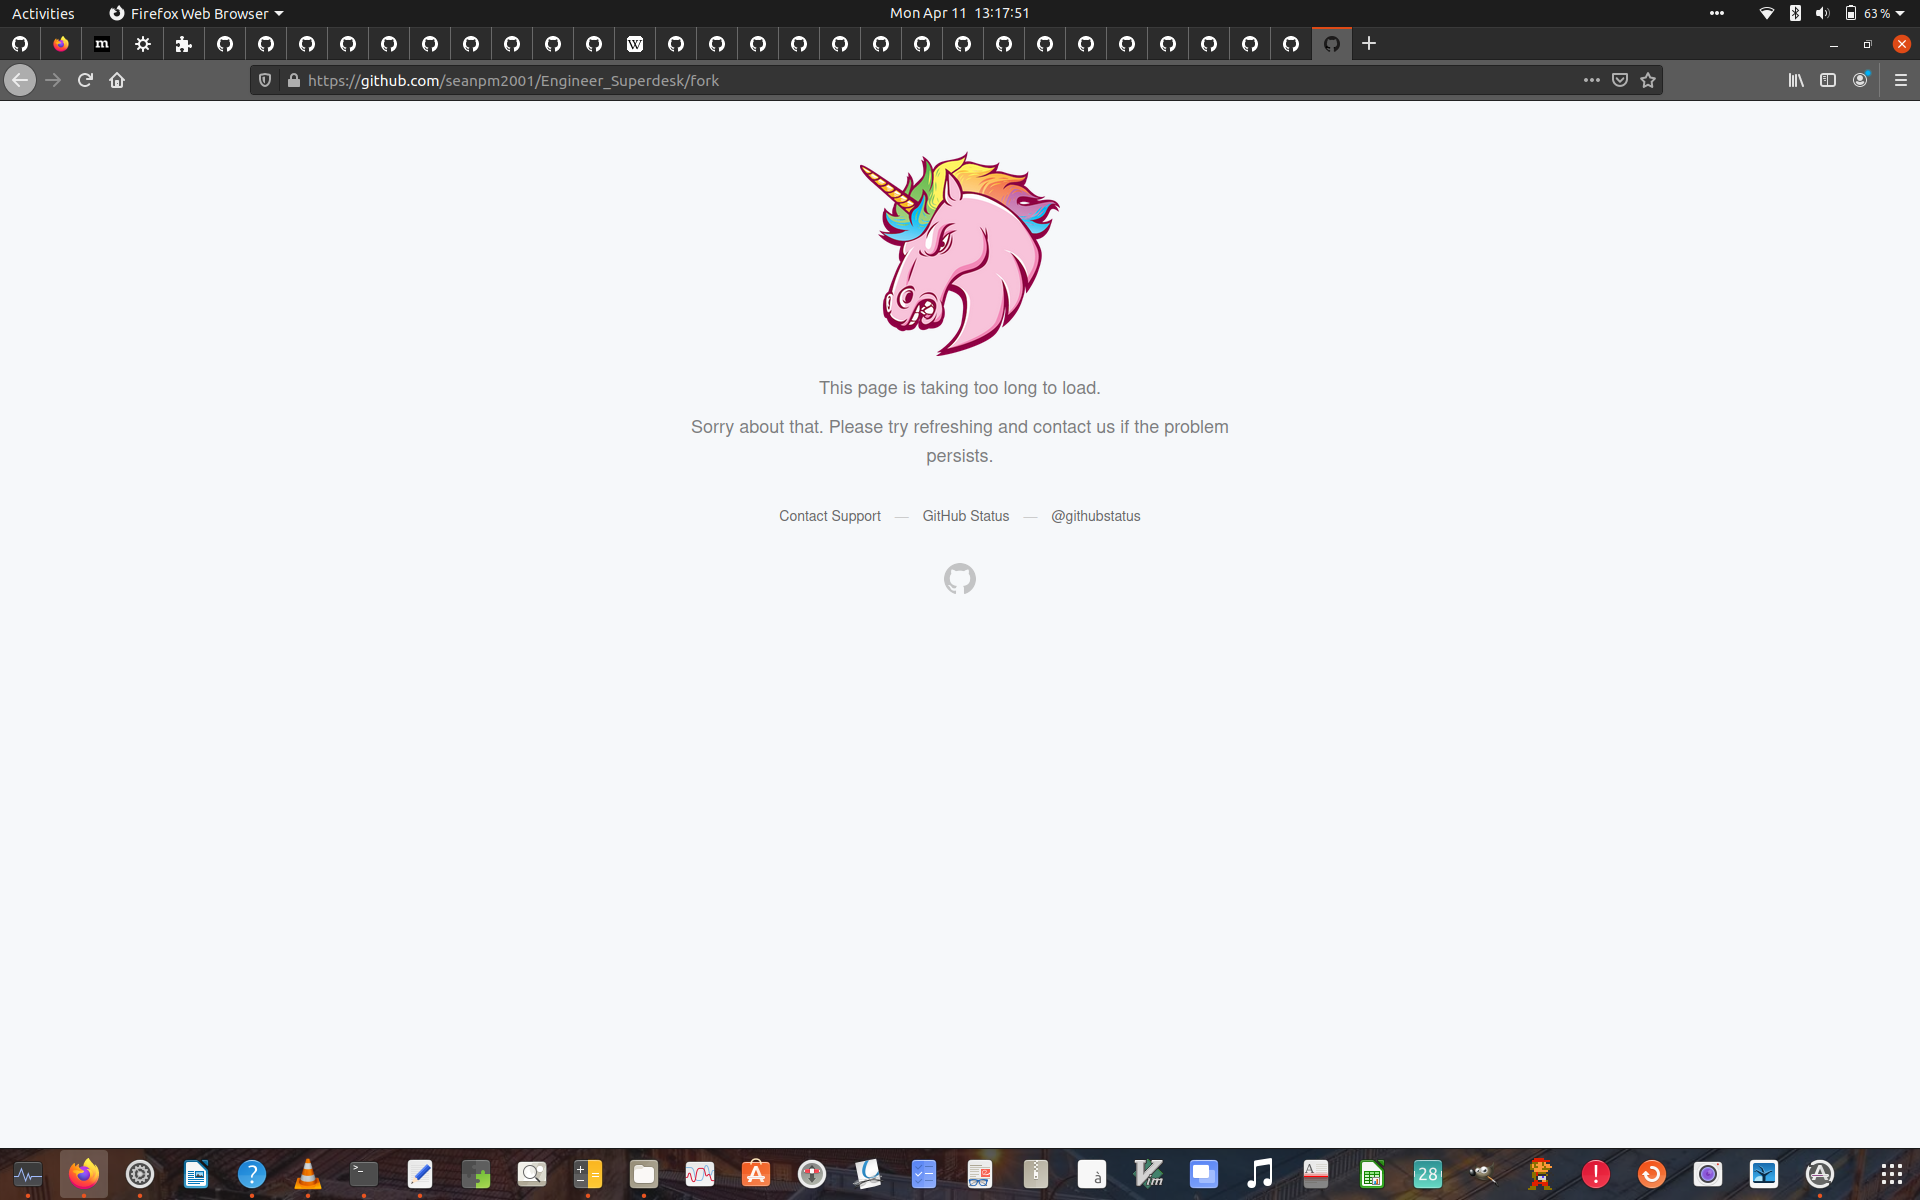 Activities Firefox Web Browser Mon Apr 11 13:17:51 63 %
m W
https://github.com/seanpm2001/Engineer_Superdesk/fork
This page is taking too long to load.
Sorry about that. Please try refreshing and contact us if the problem
persists.
Contact Support — GitHub Status — @githubstatus
? >_ à Vim A 28 !